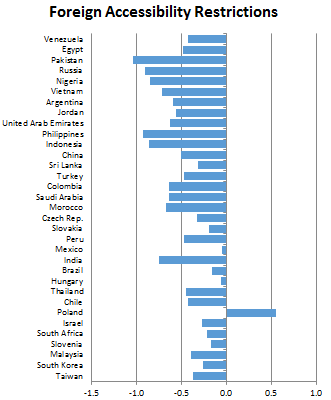 Foreign Accessibility Restrictions
Venezuela
Egypt
Pakistan
Russia
Nigeria
Vietnam
Argentina
Jordan
United Arab Emirates
Philippines
Indonesia
China
Sri Lanka
Turkey
Colombia
Saudi Arabia
Morocco
Czech Rep.
Slovakia
Peru
Mexico
India
Brazil
Hungary
Thailand
Chile
Poland
Israel
South Africa
Slovenia
Malaysia
South Korea
Taiwan
-1.5 -1.0 -0.5 0.0 0.5 1.0